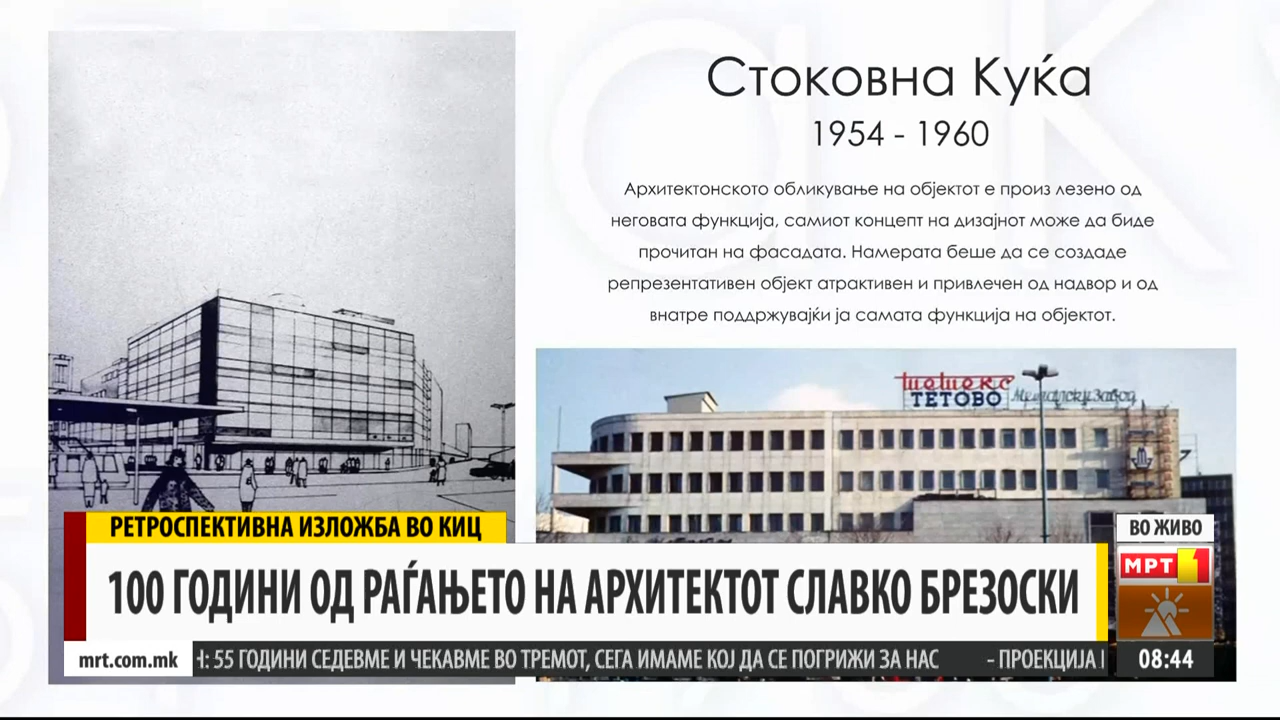 Стоковна Куќа
1954 - 1960
Архитектонското обликување на објектот е произ лезено од
неговата функција, самиот концепт на дизајнот може да биде
прочитан на фасадата. Намерата беше да се создаде
репрезентативен објект атрактивен и привлечен од надвор и од
внатре поддржувајќи ја самата функција на објектот.
тетекс
ТЕТОВО
РЕТРОСПЕКТИВНА ИЗЛОЖБА ВО КИЦ
100 ГОДИНИ ОД РАЃАЊЕТО НА АРХИТЕКТОТ СЛАВКО БРЕЗОСКИ
ВО ЖИВО
МРТ 1
mrt.com.mk
Н: 55 ГОДИНИ СЕДЕВМЕ И ЧЕКАВМЕ ВО ТРЕМОТ, СЕГА ИМАМЕ КОЈ ДА СЕ ПОГРИЖИ ЗА НАС - ПРОЕКЦИЈА
08:44